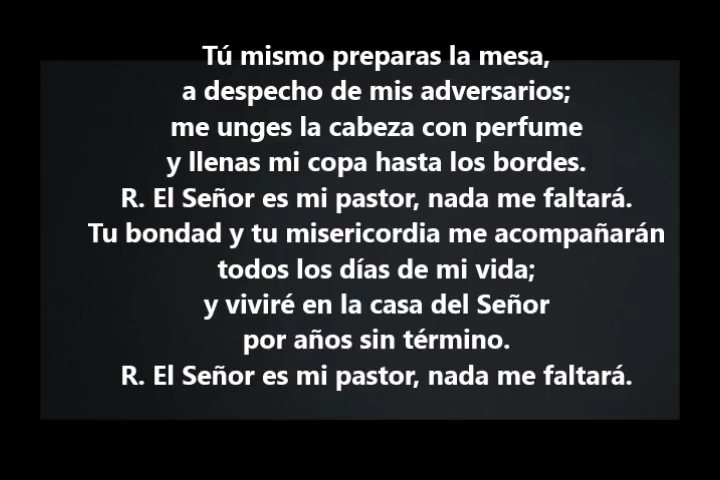 Tú mismo preparas la mesa,
a despecho de mis adversarios;
me unges la cabeza con perfume
y llenas mi copa hasta los bordes.
R. El Señor es mi pastor, nada me faltará.
Tu bondad y tu misericordia me acompañarán
todos los días de mi vida;
y viviré en la casa del Señor
por años sin término.
R. El Señor es mi pastor, nada me faltará.